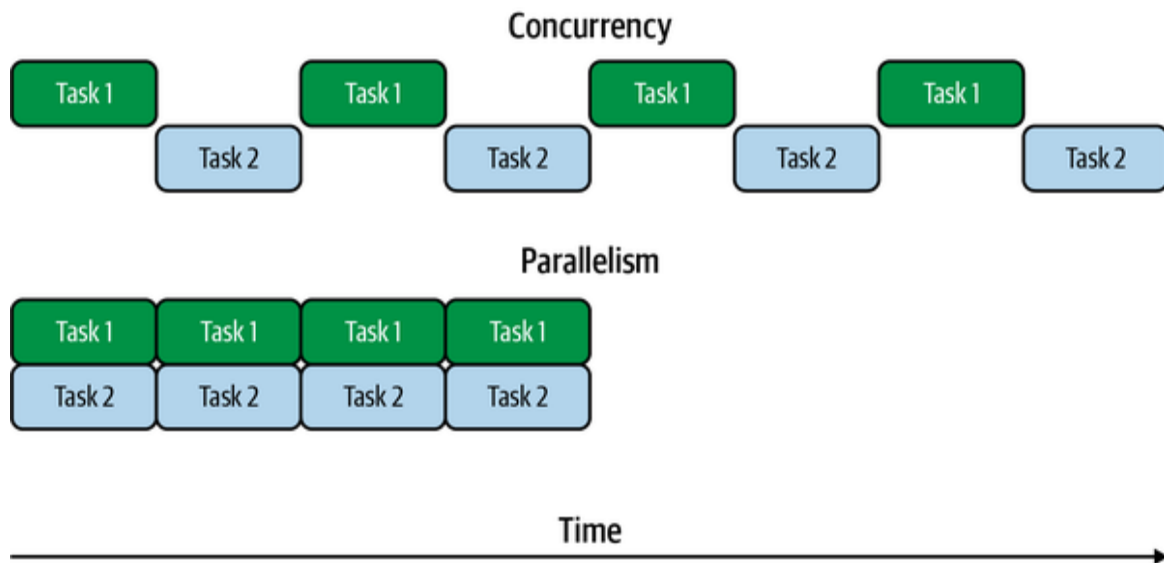 Concurrency
Task 1 Task 1 Task 1 Task 1
Task 2 Task 2 Task 2 Task 2
Parallelism
Task 1 Task 1 Task 1 Task 1
Task 2 Task 2 Task 2 Task 2
Time